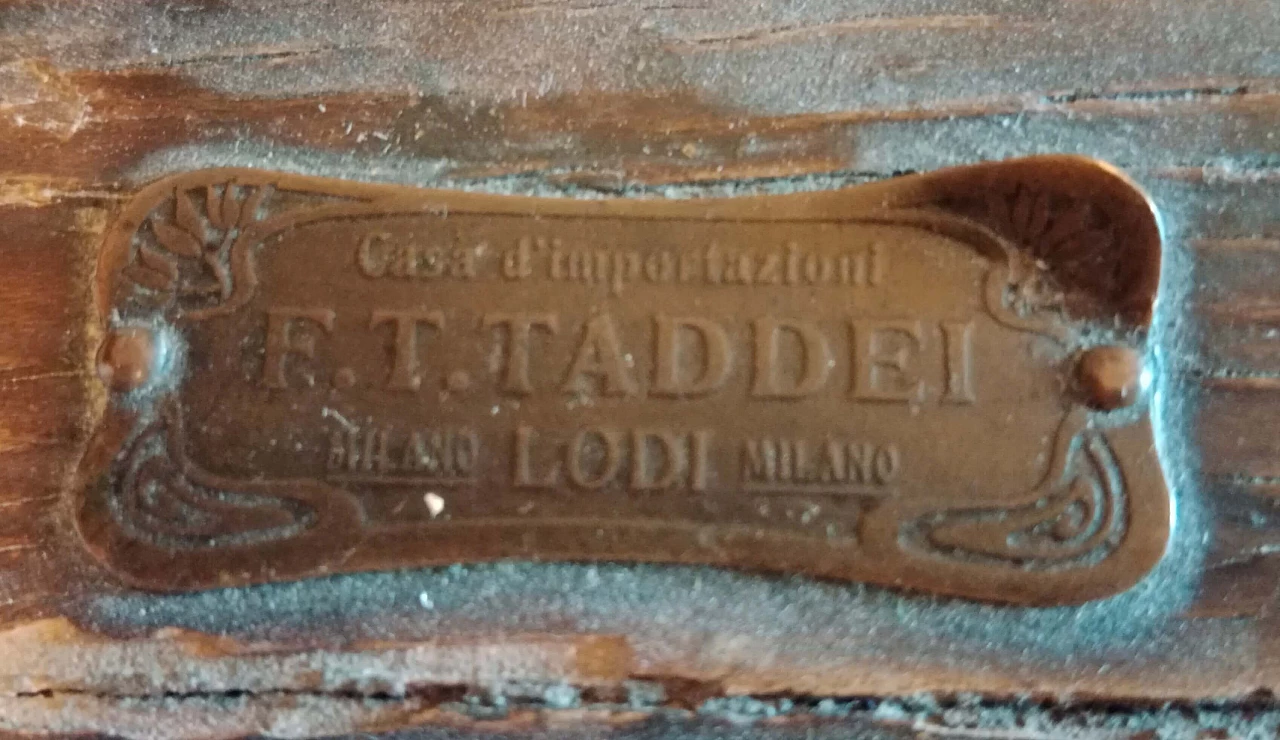 Casa d'importazioni
F.T.TADDEI
MILANO LODI MILANO